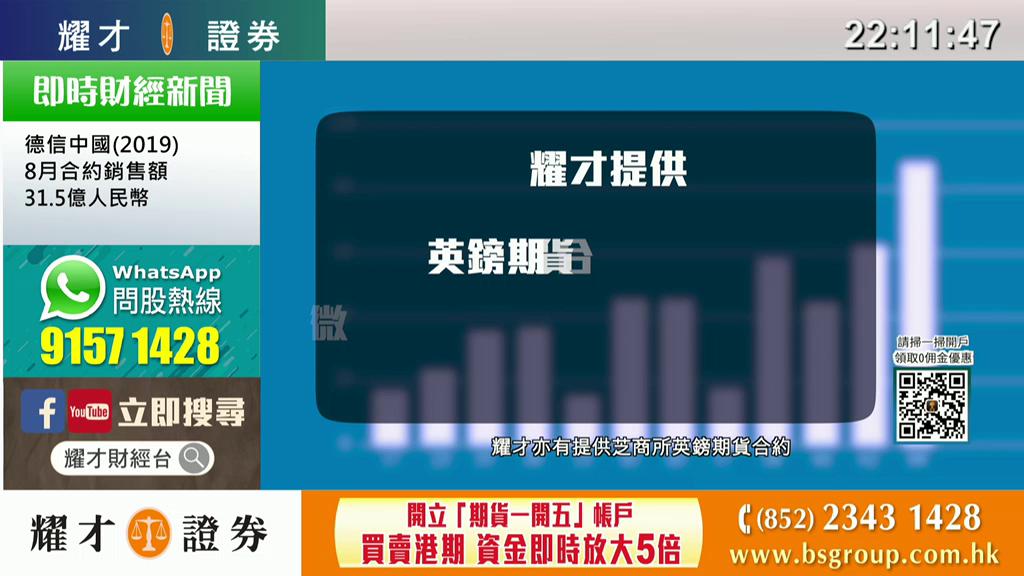 耀才 證券
22:11:47
即時財經新聞
德信中國(2019)
8月合約銷售額
31.5億人民幣
WhatsApp
問股熱線
9157 1428
f YouTube 立即搜尋
耀才財經台
耀才提供
英鎊期貨合
微
請掃一掃開戶
領取0佣金優惠
耀才亦有提供芝商所英鎊期貨合約
耀才 證券
開立「期貨一開五」帳戶
買賣港期 資金即時放大5倍
(852) 2343 1428
www.bsgroup.com.hk